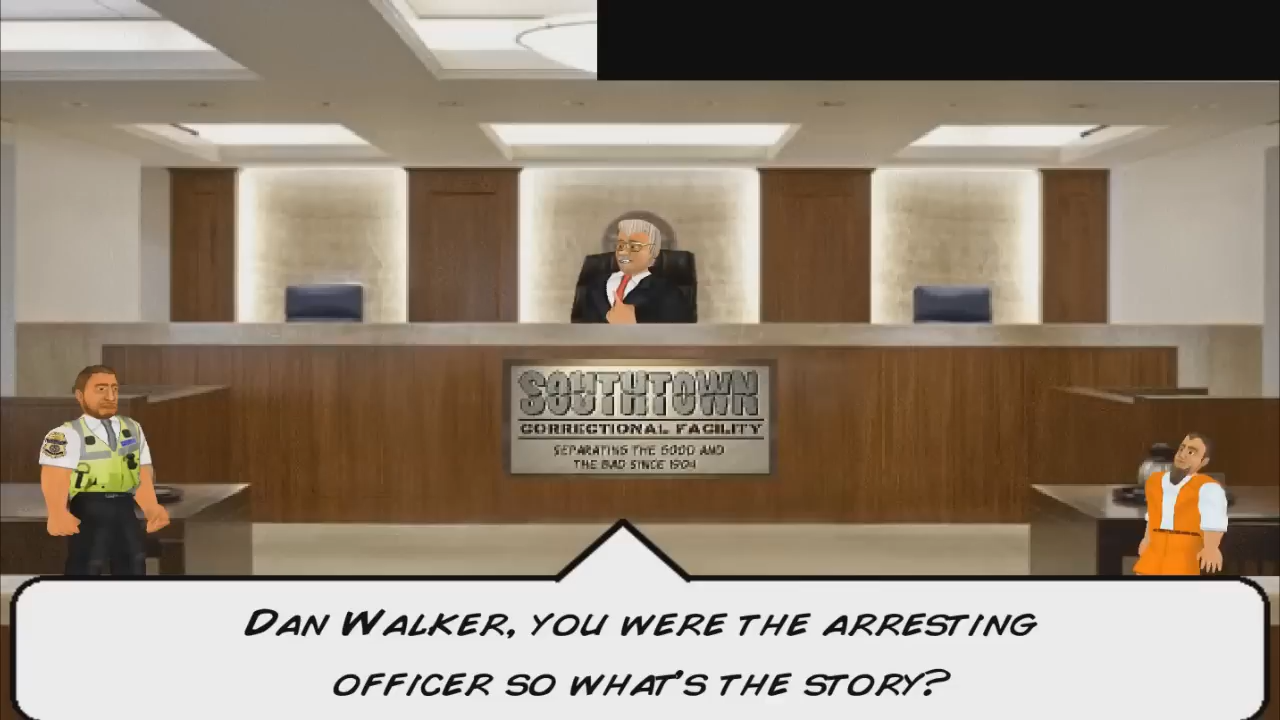 SOUTHTOWN
CORRECTIONAL FACILITY
SEPARATING THE GOOD AND
THE BAD SINCE 1904
DAN WALKER, YOU WERE THE ARRESTING
OFFICER SO WHAT'S THE STORY?